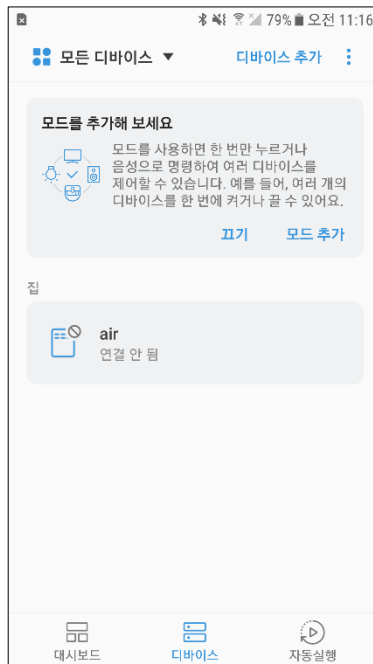 79% 오전 11:16
모든 디바이스 ▼ 디바이스 추가
모드를 추가해 보세요
모드를 사용하면 한 번만 누르거나
음성으로 명령하여 여러 디바이스를
제어할 수 있습니다. 예를 들어, 여러 개의
디바이스를 한 번에 켜거나 끌 수 있어요.
끄기 모드 추가
집
air
연결 안 됨
대시보드 디바이스 자동실행